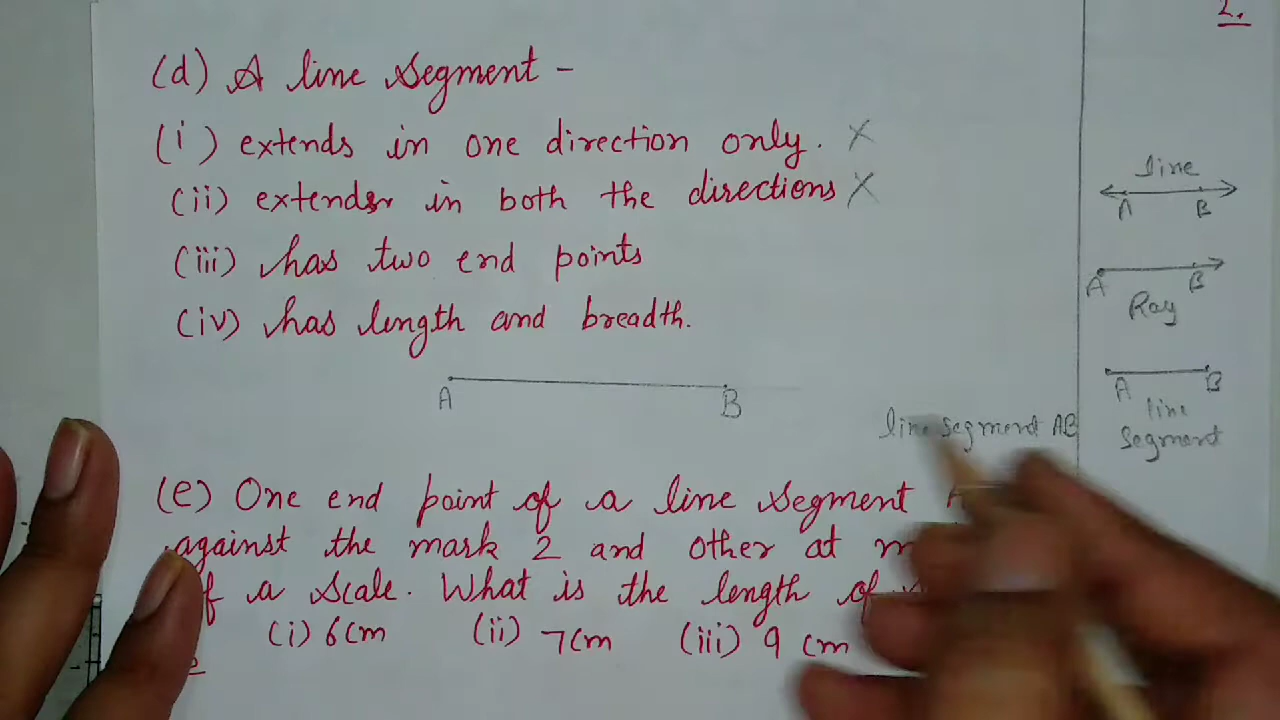 (d) A line segment -
(i) extends in one direction only. X
(ii) extends in both the directions X
(iii) has two end points
(iv) has length and breadth.
A B
line segment AB
(e) One end point of a line segment
against the mark 2 and other at
of a scale. What is the length of
(i) 6cm (ii) 7cm (iii) 9 cm
2.
line
A B
A B
Ray
A B
line
segment